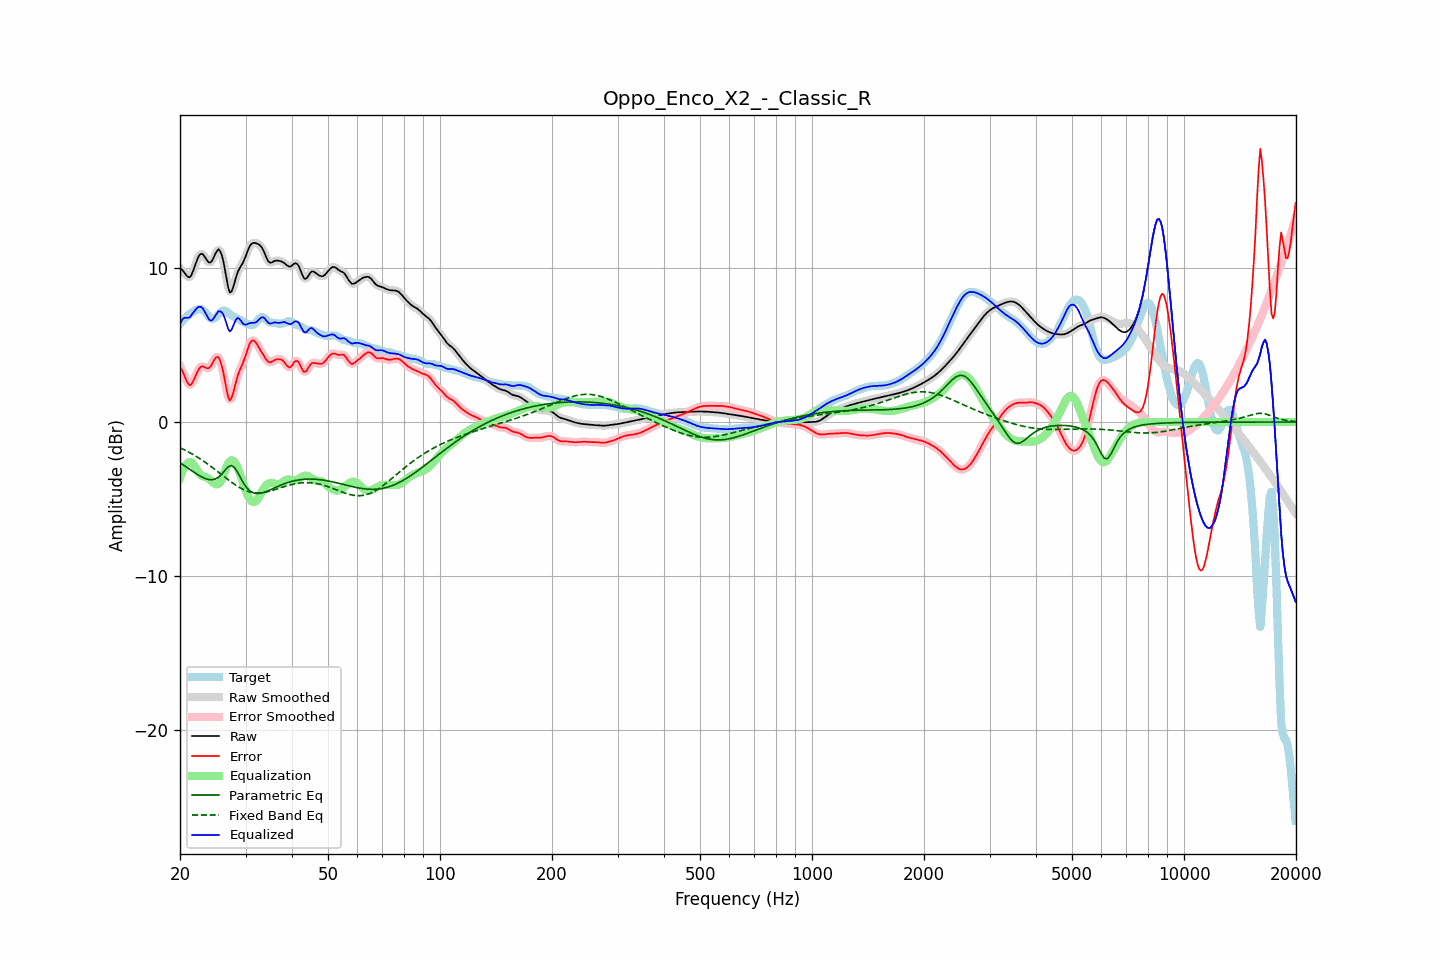 Oppo_Enco_X2_-_Classic_R
Amplitude (dBr)
10
0
−10
−20
Target
Raw Smoothed
Error Smoothed
Raw
Error
Equalization
Parametric Eq
Fixed Band Eq
Equalized
20 50 100 200 500 1000 2000 5000 10000 20000
Frequency (Hz)